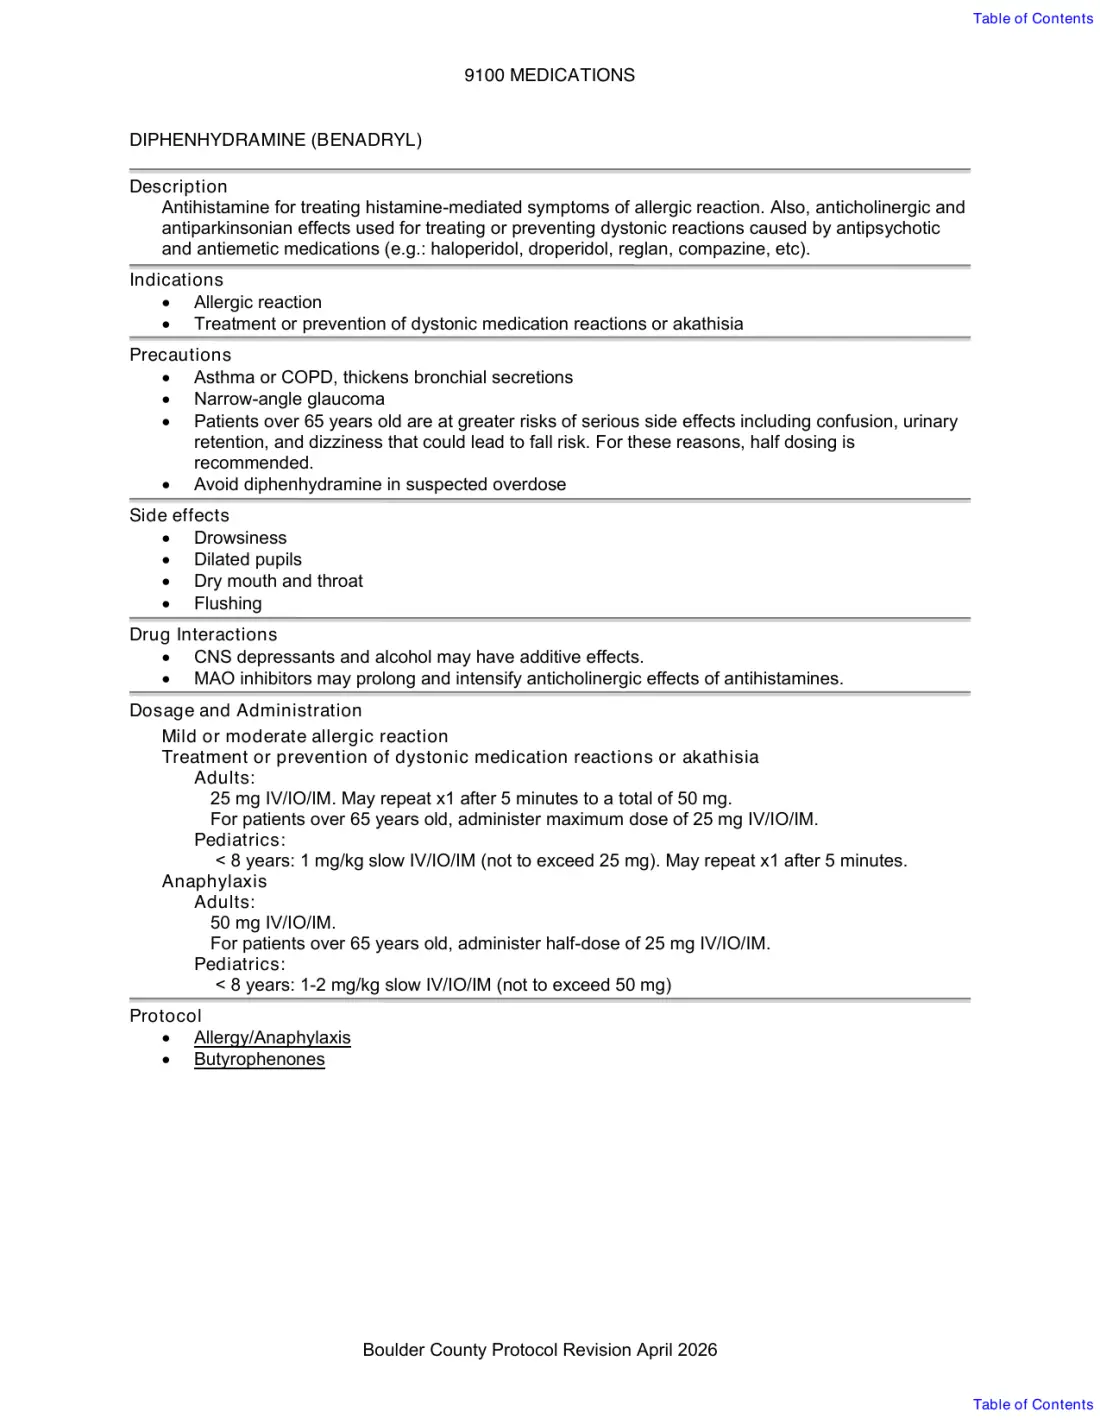 Table of Contents
9100 MEDICATIONS
DIPHENHYDRAMINE (BENADRYL)
Description
Antihistamine for treating histamine-mediated symptoms of allergic reaction. Also, anticholinergic and
antiparkinsonian effects used for treating or preventing dystonic reactions caused by antipsychotic
and antiemetic medications (e.g.: haloperidol, droperidol, reglan, compazine, etc).
Indications
• Allergic reaction
• Treatment or prevention of dystonic medication reactions or akathisia
Precautions
• Asthma or COPD, thickens bronchial secretions
• Narrow-angle glaucoma
• Patients over 65 years old are at greater risks of serious side effects including confusion, urinary
retention, and dizziness that could lead to fall risk. For these reasons, half dosing is
recommended.
• Avoid diphenhydramine in suspected overdose
Side effects
• Drowsiness
• Dilated pupils
• Dry mouth and throat
• Flushing
Drug Interactions
• CNS depressants and alcohol may have additive effects.
• MAO inhibitors may prolong and intensify anticholinergic effects of antihistamines.
Dosage and Administration
Mild or moderate allergic reaction
Treatment or prevention of dystonic medication reactions or akathisia
Adults:
25 mg IV/IO/IM. May repeat x1 after 5 minutes to a total of 50 mg.
For patients over 65 years old, administer maximum dose of 25 mg IV/IO/IM.
Pediatrics:
< 8 years: 1 mg/kg slow IV/IO/IM (not to exceed 25 mg). May repeat x1 after 5 minutes.
Anaphylaxis
Adults:
50 mg IV/IO/IM.
For patients over 65 years old, administer half-dose of 25 mg IV/IO/IM.
Pediatrics:
< 8 years: 1-2 mg/kg slow IV/IO/IM (not to exceed 50 mg)
Protocol
• Allergy/Anaphylaxis
• Butyrophenones
Boulder County Protocol Revision April 2026
Table of Contents